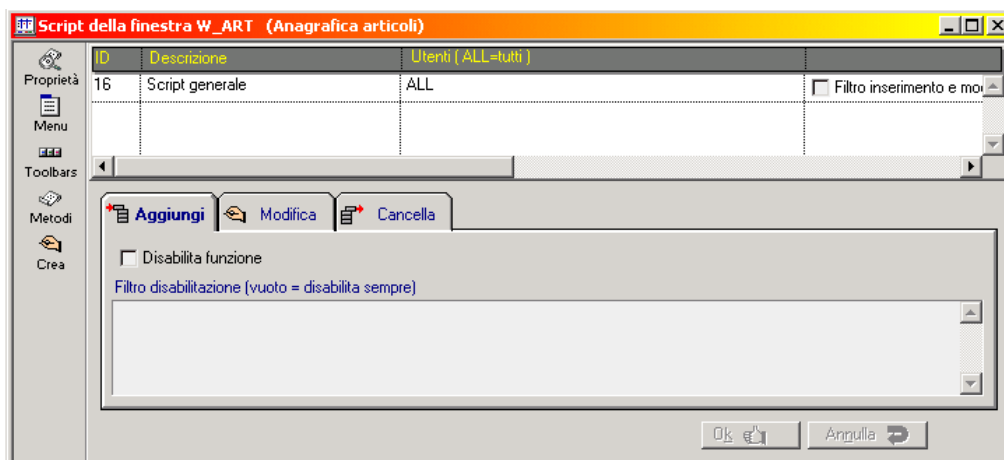 Script della finestra W_ART (Anagrafica articoli)
Proprietà
Menu
Toolbars
Metodi
Crea
ID Descrizione Utenti ( ALL=tutti )
16 Script generale ALL Filtro inserimento e mo
Aggiungi Modifica Cancella
Disabilita funzione
Filtro disabilitazione (vuoto = disabilita sempre)
Ok Annulla